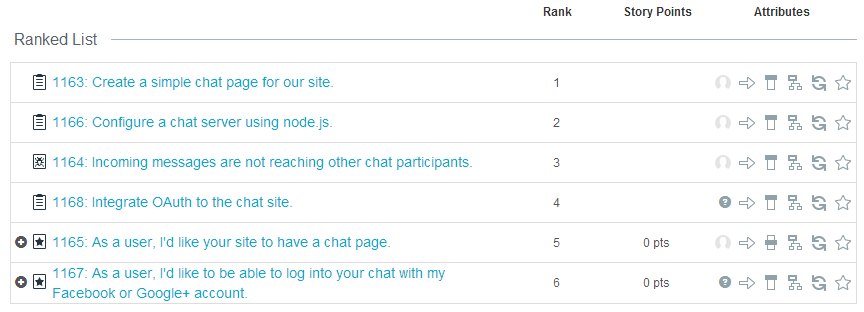 Rank Story Points Attributes
Ranked List
1163: Create a simple chat page for our site. 1
1166: Configure a chat server using node.js. 2
1164: Incoming messages are not reaching other chat participants. 3
1168: Integrate OAuth to the chat site. 4 ?
1165: As a user, I'd like your site to have a chat page. 5 0 pts
1167: As a user, I'd like to be able to log into your chat with my
Facebook or Google+ account. 6 0 pts ?